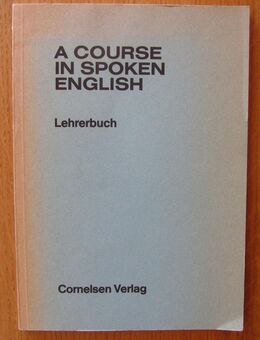 A COURSE
IN SPOKEN
ENGLISH
Lehrerbuch
Cornelsen Verlag